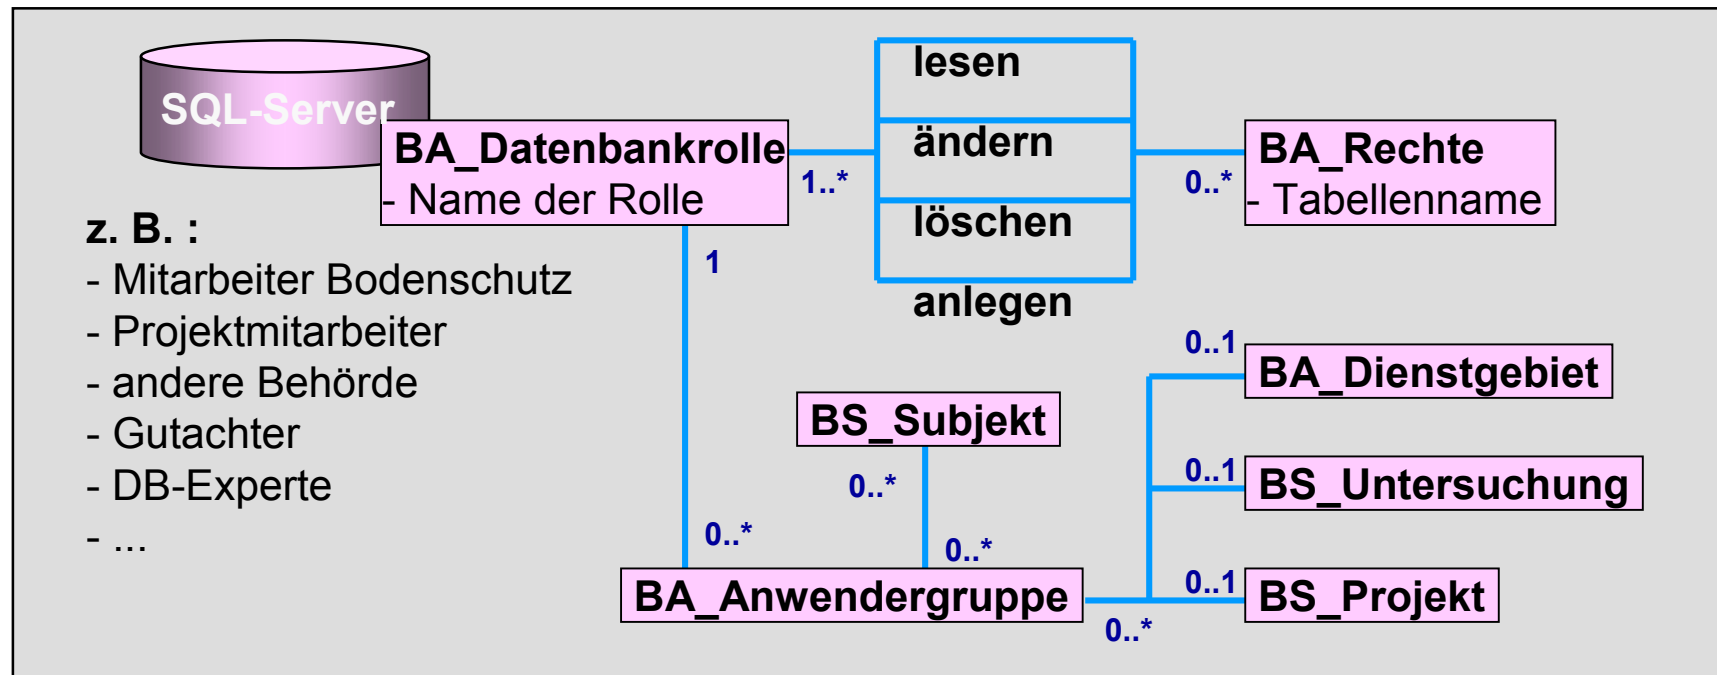 SQL-Server
BA_Datenbankrolle
- Name der Rolle
1..*
lesen
ändern
löschen
anlegen
0..*
BA_Rechte
- Tabellenname
z. B. :
- Mitarbeiter Bodenschutz
- Projektmitarbeiter
- andere Behörde
- Gutachter
- DB-Experte
- ...
1
0..*
BS_Subjekt
0..*
0..*
BA_Anwendergruppe
0..*
0..1
BA_Dienstgebiet
0..1
BS_Untersuchung
0..1
BS_Projekt